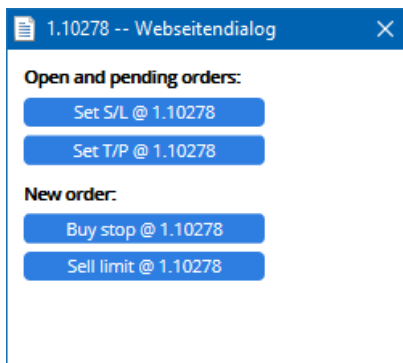 1.10278 -- Webseitendialog
Open and pending orders:
Set S/L @ 1.10278
Set T/P @ 1.10278
New order:
Buy stop @ 1.10278
Sell limit @ 1.10278